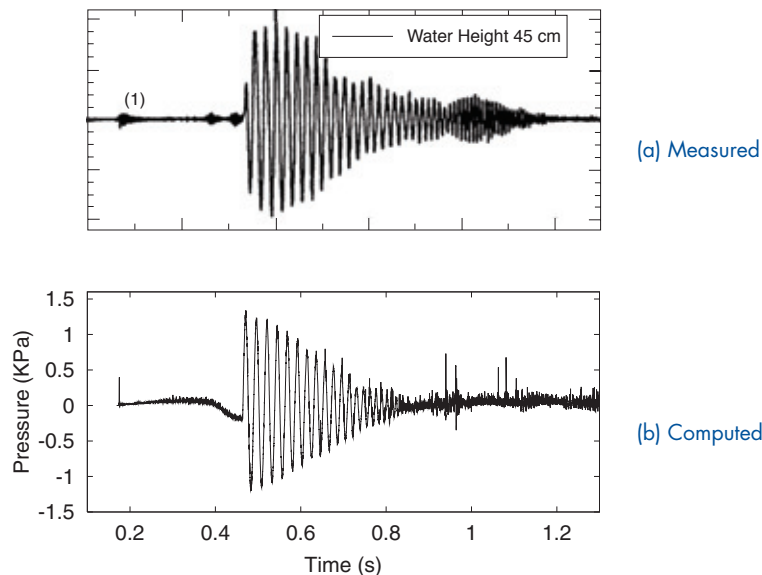 Water Height 45 cm
(1)
(a) Measured
1.5
1
0.5
0
-0.5
-1
-1.5
Pressure (KPa)
(b) Computed
0.2 0.4 0.6 0.8 1 1.2
Time (s)